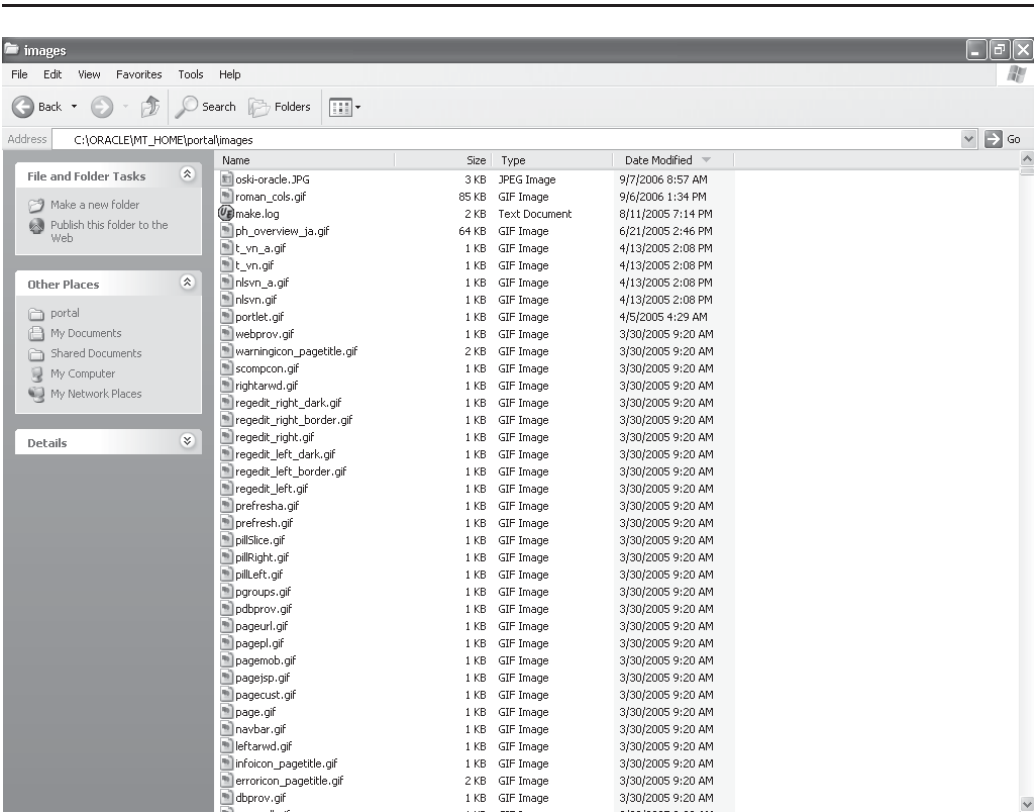 images
File Edit View Favorites Tools Help
Back Search Folders
Address C:\ORACLE\MT_HOME\portal\images Go
File and Folder Tasks
Make a new folder
Publish this folder to the
Web
Other Places
portal
My Documents
Shared Documents
My Computer
My Network Places
Details
Name Size Type Date Modified
oski-oracle.JPG 3 KB JPEG Image 9/7/2006 8:57 AM
roman_cols.gif 85 KB GIF Image 9/6/2006 1:34 PM
make.log 2 KB Text Document 8/11/2005 7:14 PM
ph_overview_ja.gif 64 KB GIF Image 6/21/2005 2:46 PM
t_vn_a.gif 1 KB GIF Image 4/13/2005 2:08 PM
t_vn.gif 1 KB GIF Image 4/13/2005 2:08 PM
nlsvn_a.gif 1 KB GIF Image 4/13/2005 2:08 PM
nlsvn.gif 1 KB GIF Image 4/13/2005 2:08 PM
portlet.gif 1 KB GIF Image 4/5/2005 4:29 AM
webprov.gif 1 KB GIF Image 3/30/2005 9:20 AM
warningicon_pagetitle.gif 2 KB GIF Image 3/30/2005 9:20 AM
scompcon.gif 1 KB GIF Image 3/30/2005 9:20 AM
rightarwd.gif 1 KB GIF Image 3/30/2005 9:20 AM
regedit_right_dark.gif 1 KB GIF Image 3/30/2005 9:20 AM
regedit_right_border.gif 1 KB GIF Image 3/30/2005 9:20 AM
regedit_right.gif 1 KB GIF Image 3/30/2005 9:20 AM
regedit_left_dark.gif 1 KB GIF Image 3/30/2005 9:20 AM
regedit_left_border.gif 1 KB GIF Image 3/30/2005 9:20 AM
regedit_left.gif 1 KB GIF Image 3/30/2005 9:20 AM
prefresha.gif 1 KB GIF Image 3/30/2005 9:20 AM
prefresh.gif 1 KB GIF Image 3/30/2005 9:20 AM
pillSlice.gif 1 KB GIF Image 3/30/2005 9:20 AM
pillRight.gif 1 KB GIF Image 3/30/2005 9:20 AM
pillLeft.gif 1 KB GIF Image 3/30/2005 9:20 AM
pgroups.gif 1 KB GIF Image 3/30/2005 9:20 AM
pdbprov.gif 1 KB GIF Image 3/30/2005 9:20 AM
pageurl.gif 1 KB GIF Image 3/30/2005 9:20 AM
pagepl.gif 1 KB GIF Image 3/30/2005 9:20 AM
pagemob.gif 1 KB GIF Image 3/30/2005 9:20 AM
pagejsp.gif 1 KB GIF Image 3/30/2005 9:20 AM
pagecust.gif 1 KB GIF Image 3/30/2005 9:20 AM
page.gif 1 KB GIF Image 3/30/2005 9:20 AM
navbar.gif 1 KB GIF Image 3/30/2005 9:20 AM
leftarwd.gif 1 KB GIF Image 3/30/2005 9:20 AM
infoicon_pagetitle.gif 1 KB GIF Image 3/30/2005 9:20 AM
erroricon_pagetitle.gif 2 KB GIF Image 3/30/2005 9:20 AM
dbprov.gif 1 KB GIF Image 3/30/2005 9:20 AM